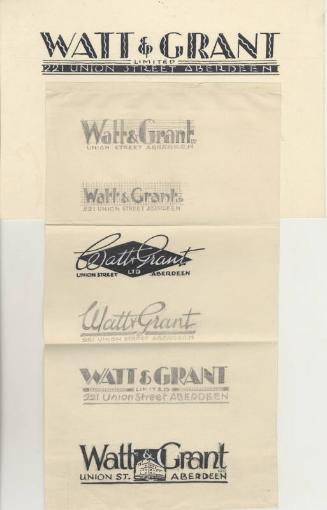 WATT & GRANT
LIMITED
221 UNION STREET ABERDEEN
Watt & Grant LTD
UNION STREET ABERDEEN
Watt & Grant LTD
221 UNION STREET ABERDEEN
Watt & Grant
UNION STREET LTD ABERDEEN
Watt & Grant
221 UNION STREET ABERDEEN
WATT & GRANT
LIMITED
221 Union Street ABERDEEN
Watt Grant
UNION ST. ABERDEEN